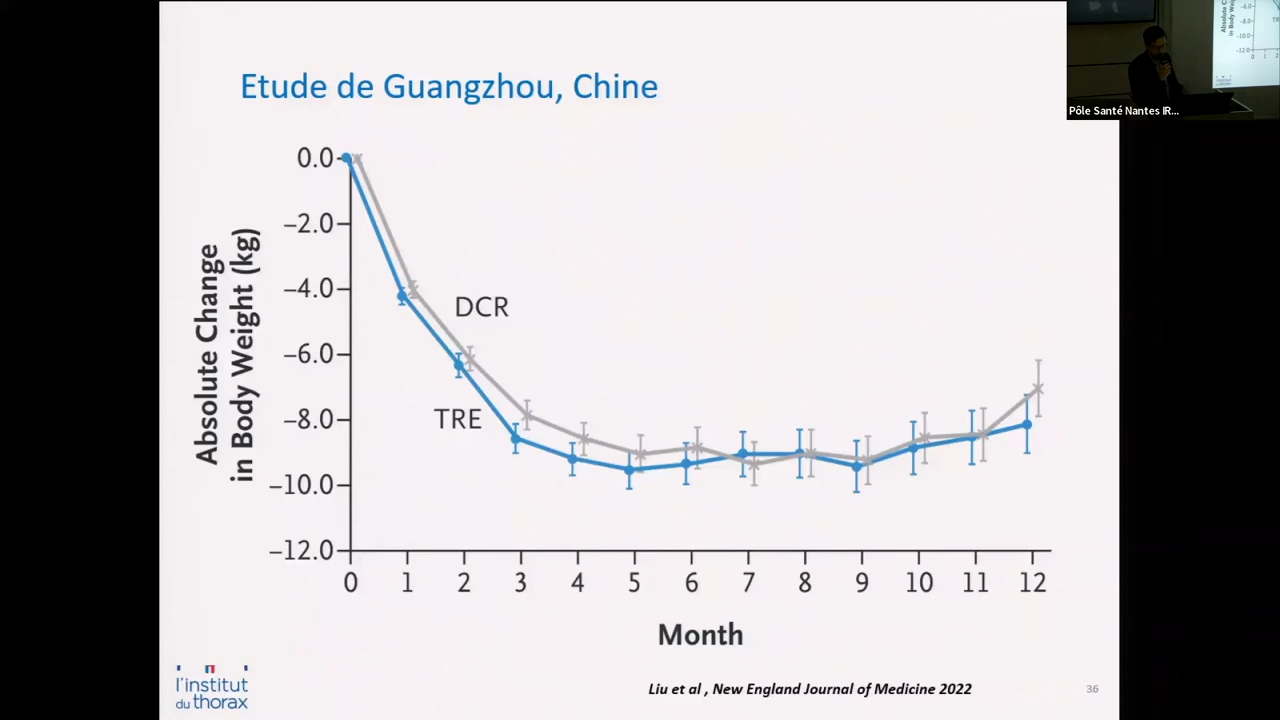 Etude de Guangzhou, Chine
Pôle Santé Nantes IR...
Absolute Change
in Body Weight (kg)
0.0
−2.0
−4.0
−6.0
−8.0
−10.0
−12.0
DCR
TRE
0 1 2 3 4 5 6 7 8 9 10 11 12
Month
l'institut
du thorax
Liu et al , New England Journal of Medicine 2022
36